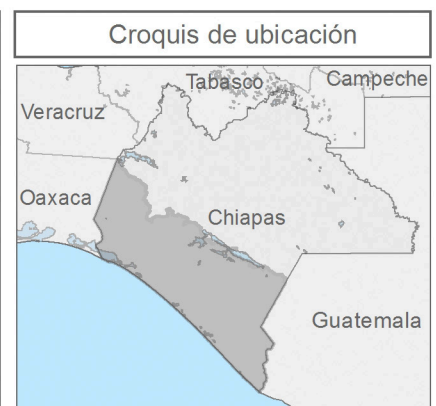 Croquis de ubicación
Tabasco
Campeche
Veracruz
Oaxaca
Chiapas
Guatemala